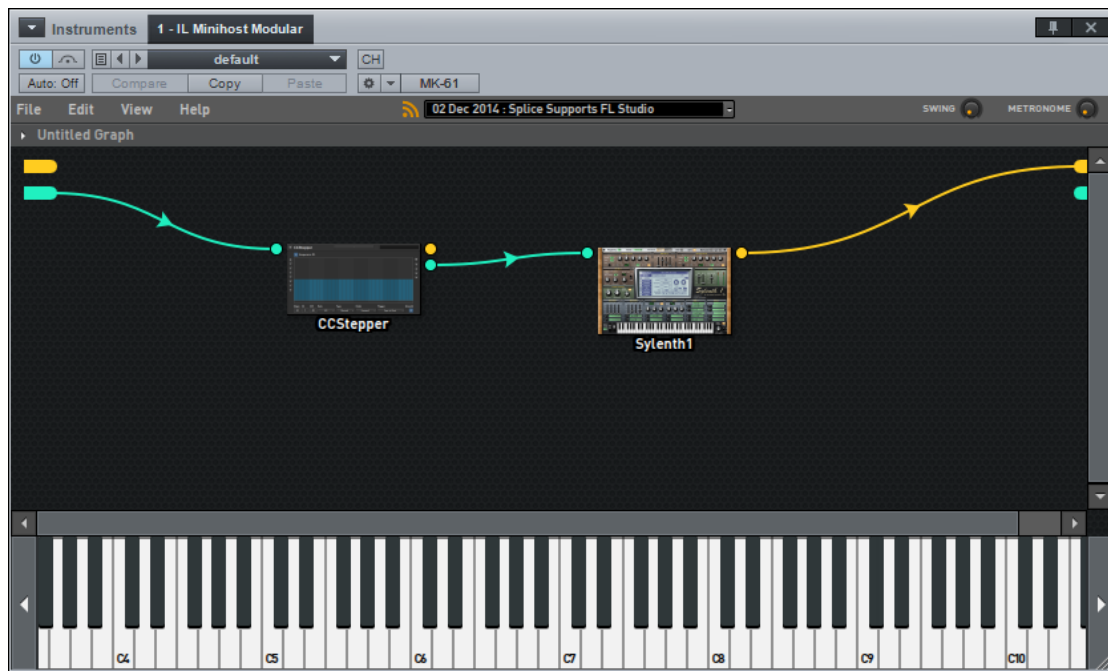 Instruments 1 - IL Minihost Modular
default CH
Auto: Off Compare Copy Paste MK-61
File Edit View Help 02 Dec 2014 : Splice Supports FL Studio SWING METRONOME
Untitled Graph
CCStepper
CCStepper
Sylenth1
Sylenth1
C4 C5 C6 C7 C8 C9 C10